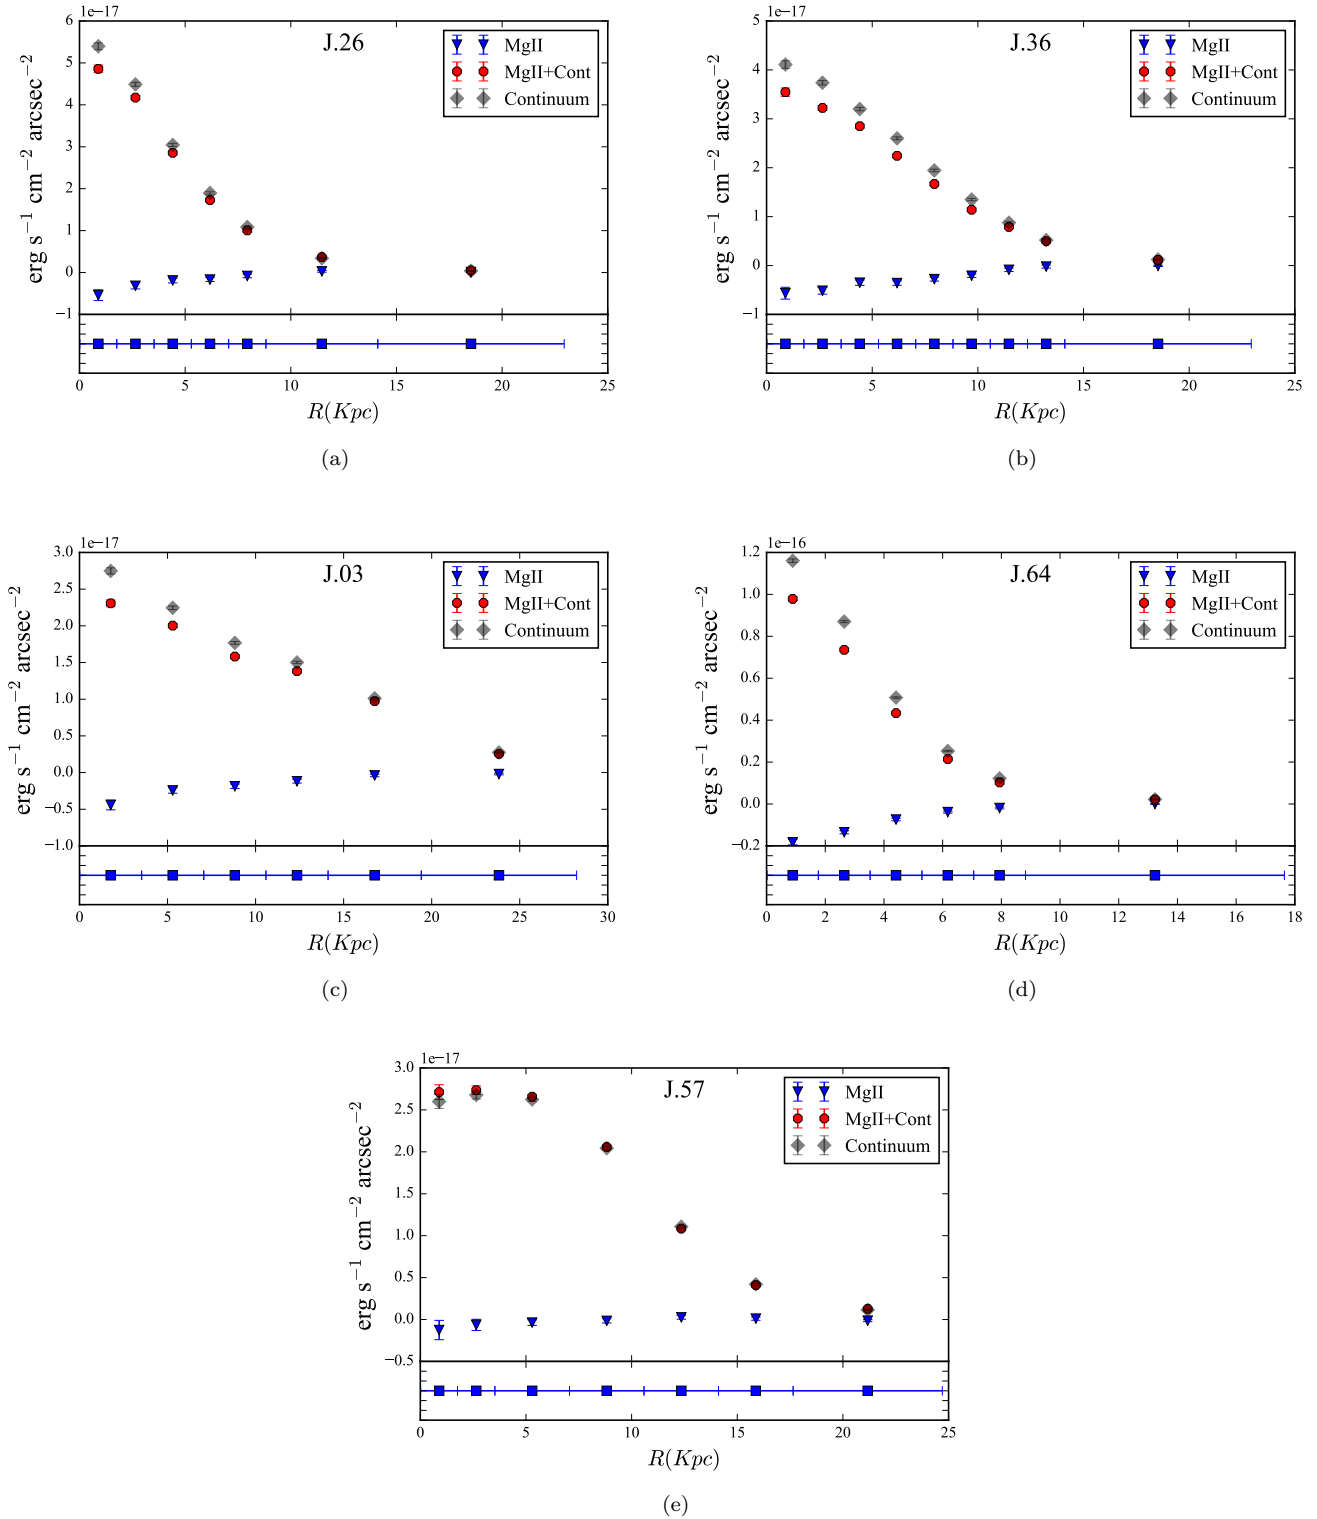 1e−17
J.26
MgII
MgII+Cont
Continuum
6
5
4
3
2
1
0
−1
erg s−1 cm−2 arcsec−2
0 5 10 15 20 25
R(Kpc)
(a)
1e−17
J.36
MgII
MgII+Cont
Continuum
5
4
3
2
1
0
−1
erg s−1 cm−2 arcsec−2
0 5 10 15 20 25
R(Kpc)
(b)
1e−17
J.03
MgII
MgII+Cont
Continuum
3.0
2.5
2.0
1.5
1.0
0.5
0.0
−0.5
−1.0
erg s−1 cm−2 arcsec−2
0 5 10 15 20 25 30
R(Kpc)
(c)
1e−16
J.64
MgII
MgII+Cont
Continuum
1.2
1.0
0.8
0.6
0.4
0.2
0.0
−0.2
erg s−1 cm−2 arcsec−2
0 2 4 6 8 10 12 14 16 18
R(Kpc)
(d)
1e−17
J.57
MgII
MgII+Cont
Continuum
3.0
2.5
2.0
1.5
1.0
0.5
0.0
−0.5
erg s−1 cm−2 arcsec−2
0 5 10 15 20 25
R(Kpc)
(e)